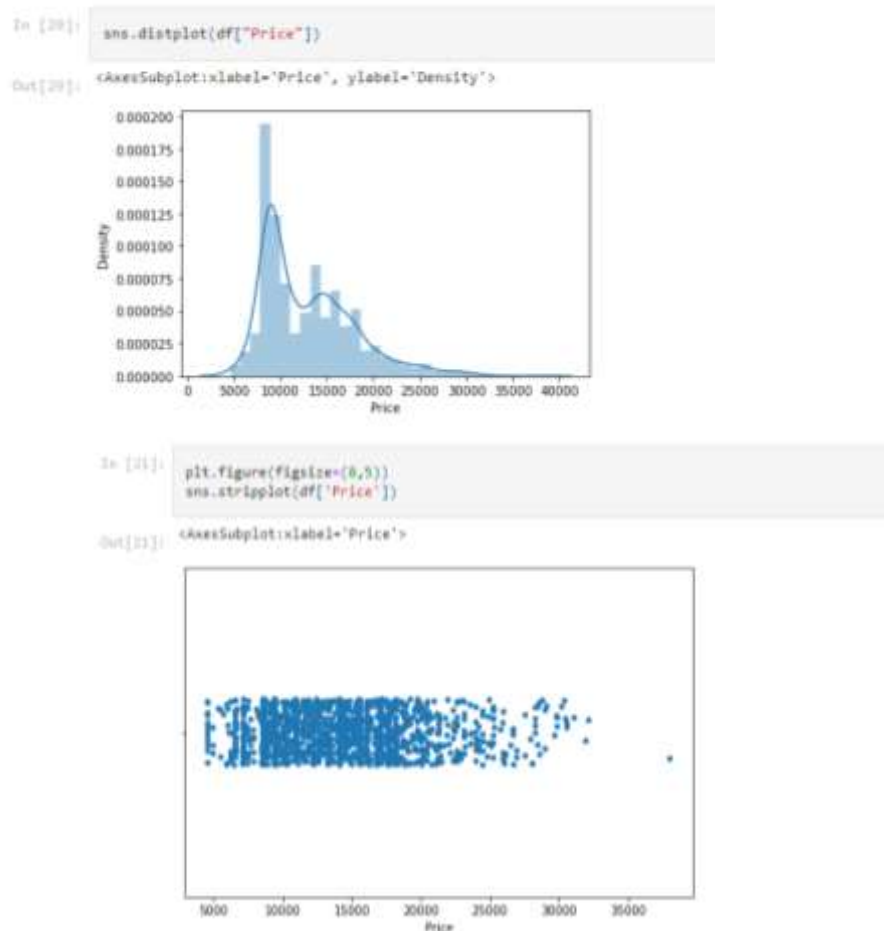 In [20]:
sns.distplot(df["Price"])
Out[20]:
<AxesSubplot:xlabel='Price', ylabel='Density'>
0.000200
0.000175
0.000150
0.000125
0.000100
0.000075
0.000050
0.000025
0.000000
Density
0 5000 10000 15000 20000 25000 30000 35000 40000
Price
In [21]:
plt.figure(figsize=(8,5))
sns.stripplot(df['Price'])
Out[21]:
<AxesSubplot:xlabel='Price'>
5000 10000 15000 20000 25000 30000 35000
Price